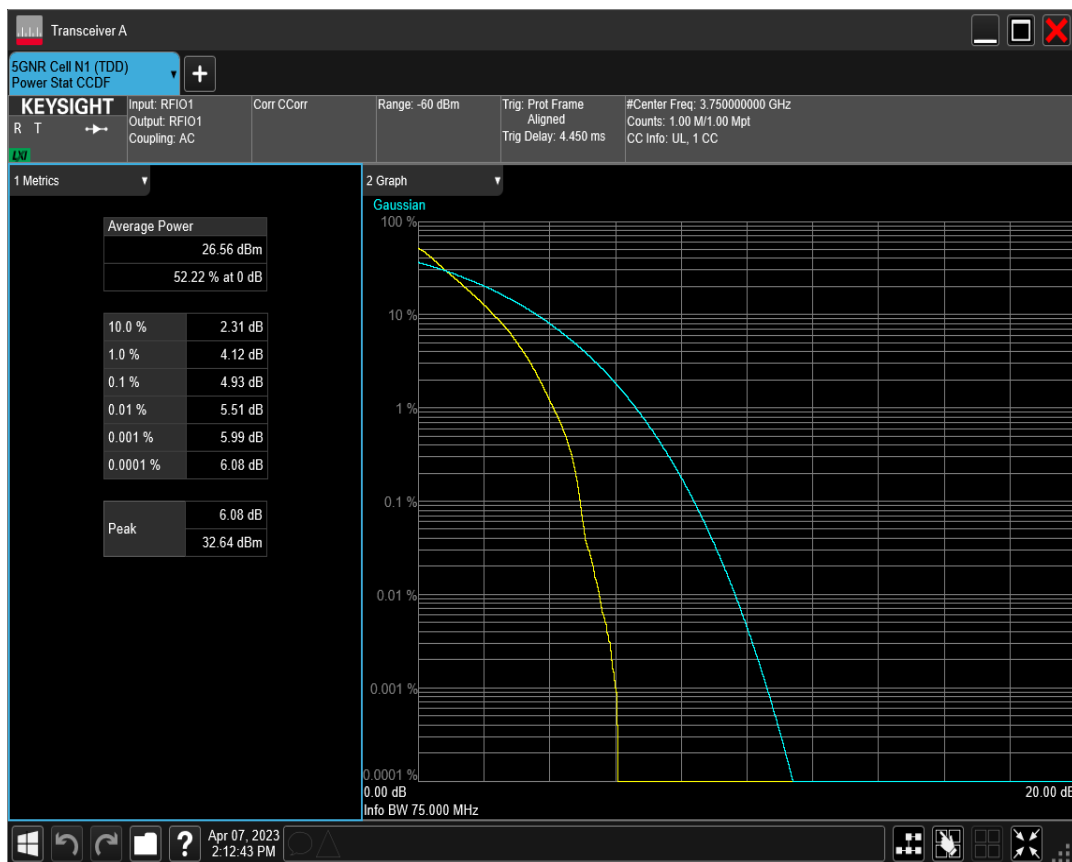 Transceiver A
5GNR Cell N1 (TDD)
Power Stat CCDF
KEYSIGHT
R T
LXI
Input: RFIO1
Output: RFIO1
Coupling: AC
Corr CCorr
Range: -60 dBm
Trig: Prot Frame
Aligned
Trig Delay: 4.450 ms
#Center Freq: 3.750000000 GHz
Counts: 1.00 M/1.00 Mpt
CC Info: UL, 1 CC
1 Metrics
Average Power
26.56 dBm
52.22 % at 0 dB
10.0 % 2.31 dB
1.0 % 4.12 dB
0.1 % 4.93 dB
0.01 % 5.51 dB
0.001 % 5.99 dB
0.0001 % 6.08 dB
Peak 6.08 dB
32.64 dBm
2 Graph
Gaussian
100 %
10 %
1 %
0.1 %
0.01 %
0.001 %
0.0001 %
0.00 dB 20.00 dB
Info BW 75.000 MHz
? Apr 07, 2023
2:12:43 PM